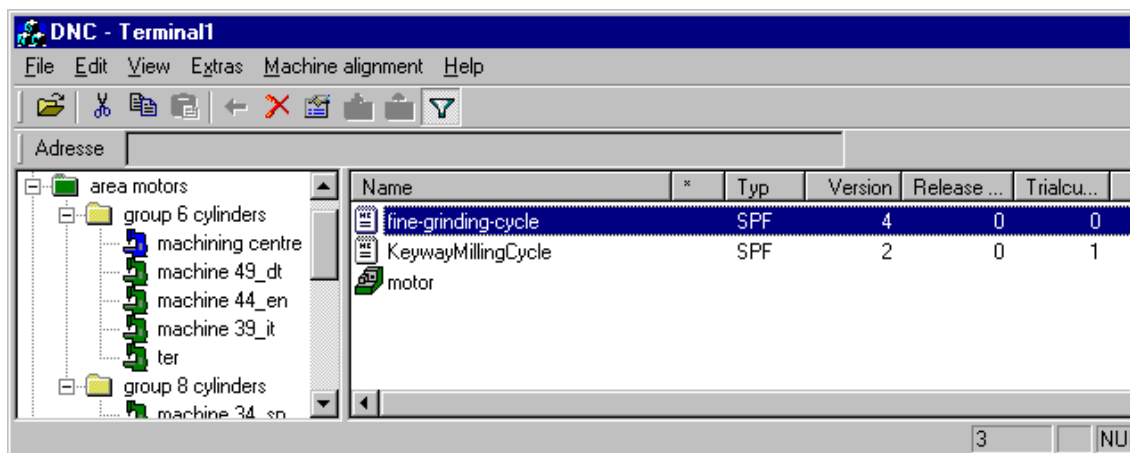 DNC - Terminal1
File Edit View Extras Machine alignment Help
Adresse
area motors
group 6 cylinders
machining centre
machine 49_dt
machine 44_en
machine 39_it
ter
group 8 cylinders
machine 34_sp
Name * Typ Version Release ... Trialcu...
fine-grinding-cycle SPF 4 0 0
KeywayMillingCycle SPF 2 0 1
motor
3 NU